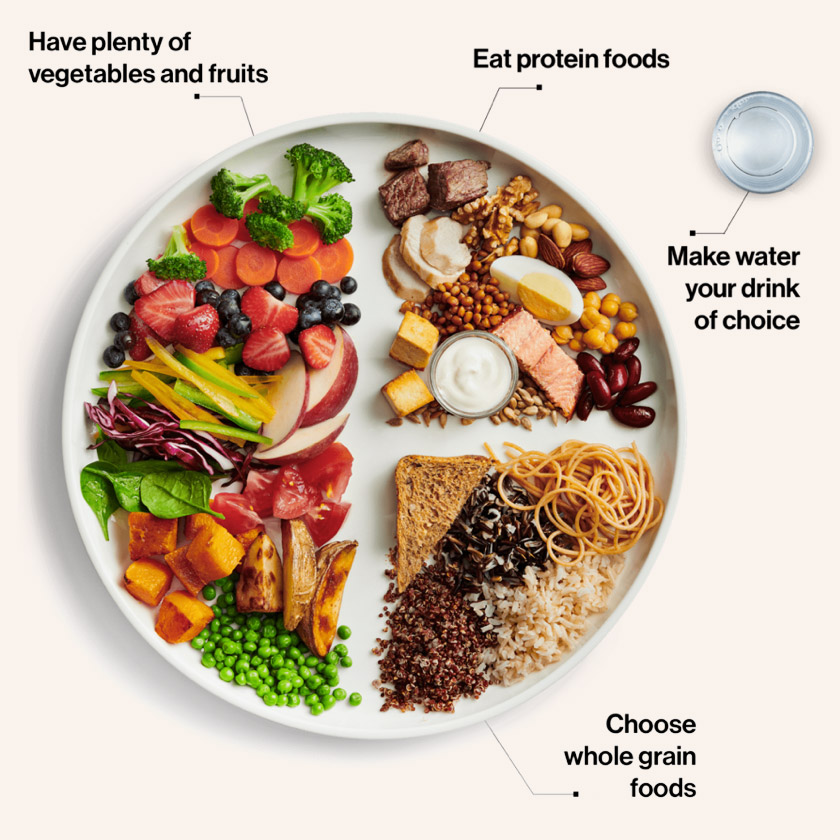 Have plenty of
vegetables and fruits
Eat protein foods
Make water
your drink
of choice
Choose
whole grain
foods